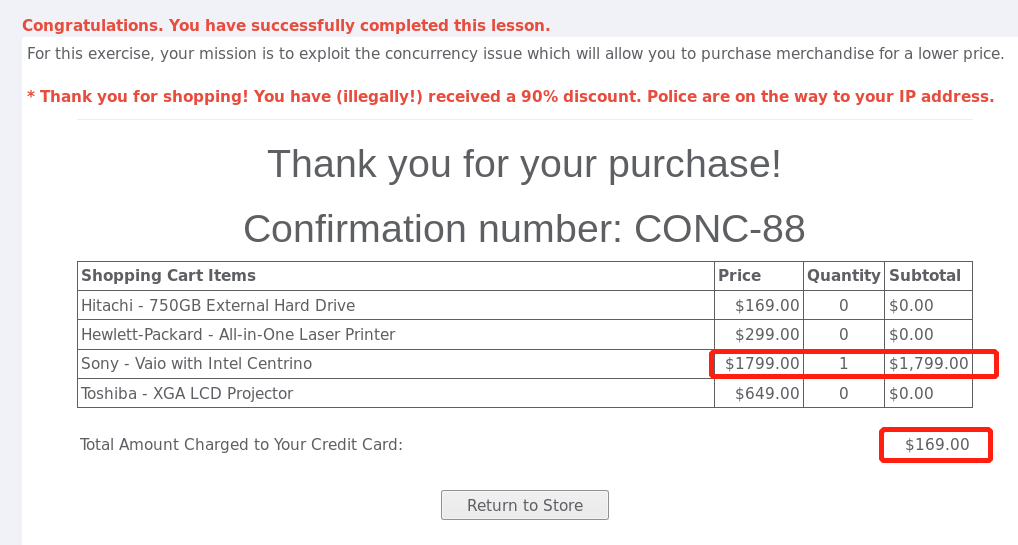 Congratulations. You have successfully completed this lesson.
For this exercise, your mission is to exploit the concurrency issue which will allow you to purchase merchandise for a lower price.
* Thank you for shopping! You have (illegally!) received a 90% discount. Police are on the way to your IP address.
Thank you for your purchase!
Confirmation number: CONC-88
Shopping Cart Items Price Quantity Subtotal
Hitachi - 750GB External Hard Drive $169.00 0 $0.00
Hewlett-Packard - All-in-One Laser Printer $299.00 0 $0.00
Sony - Vaio with Intel Centrino $1799.00 1 $1,799.00
Toshiba - XGA LCD Projector $649.00 0 $0.00
Total Amount Charged to Your Credit Card: $169.00
Return to Store